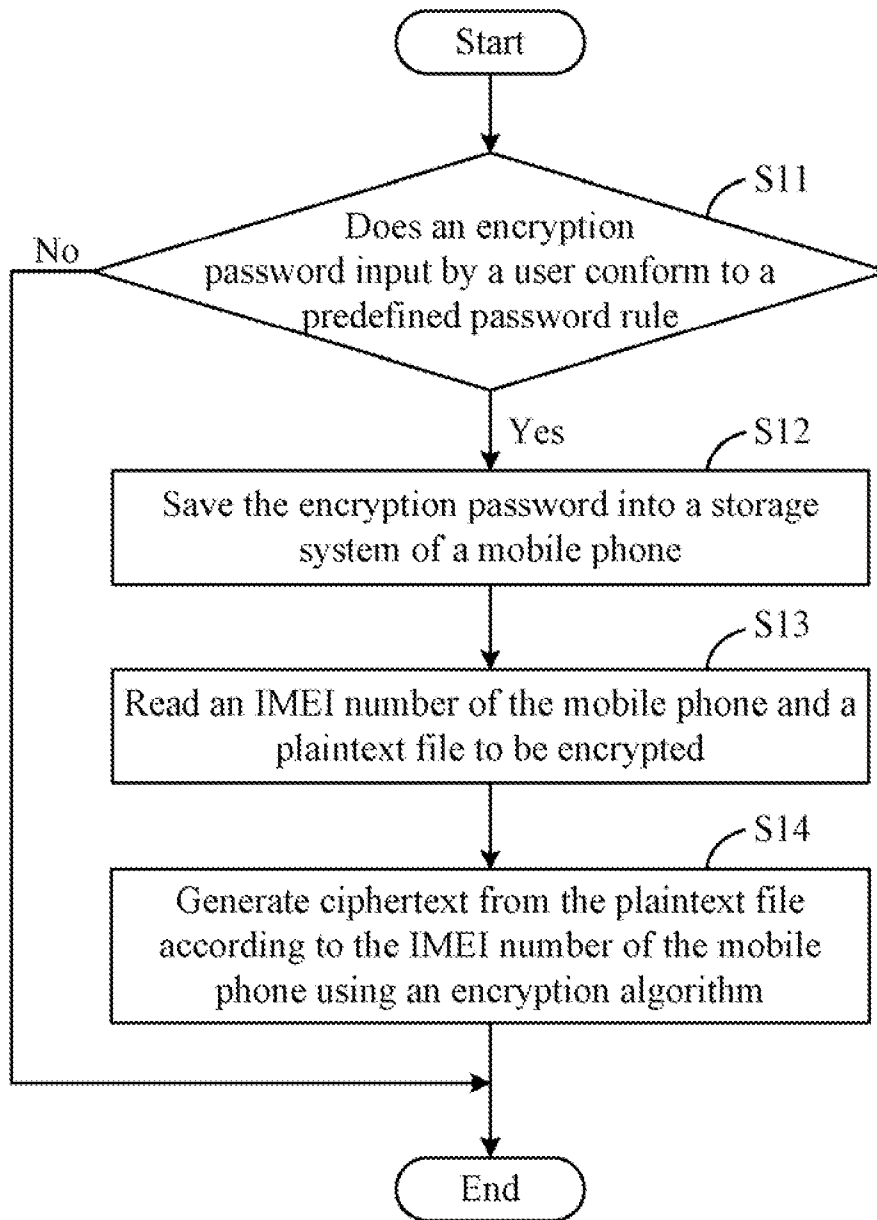 Start
S11
Does an encryption
password input by a user conform to a
predefined password rule
No
Yes
S12
Save the encryption password into a storage
system of a mobile phone
S13
Read an IMEI number of the mobile phone and a
plaintext file to be encrypted
S14
Generate ciphertext from the plaintext file
according to the IMEI number of the mobile
phone using an encryption algorithm
End